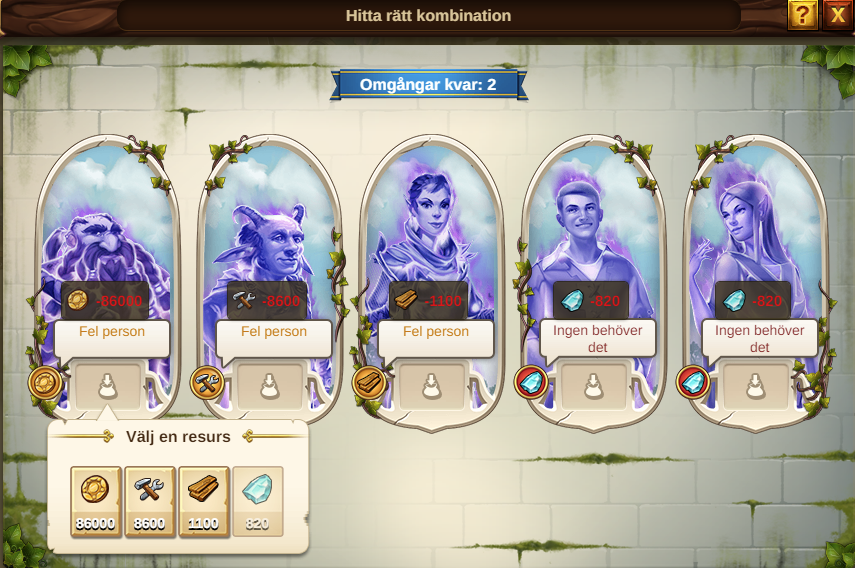 Hitta rätt kombination
? X
Omgångar kvar: 2
-86000 -8600 -1100 -820 -820
Fel person
Fel person
Fel person
Ingen behöver
det
Ingen behöver
det
Välj en resurs
86000 8600 1100 820